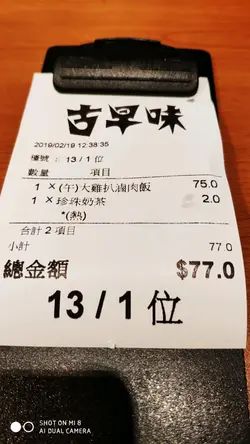 古早味
2019/02/19 12:38:35
檯號: 13/1 位
數量 項目
1 ×(午)大雞扒滷肉飯 75.0
1 ×珍珠奶茶 2.0
*(熱)
合計 2 項目
小計 77.0
總金額 $77.0
13 / 1 位
SHOT ON MI 8
AI DUAL CAMERA